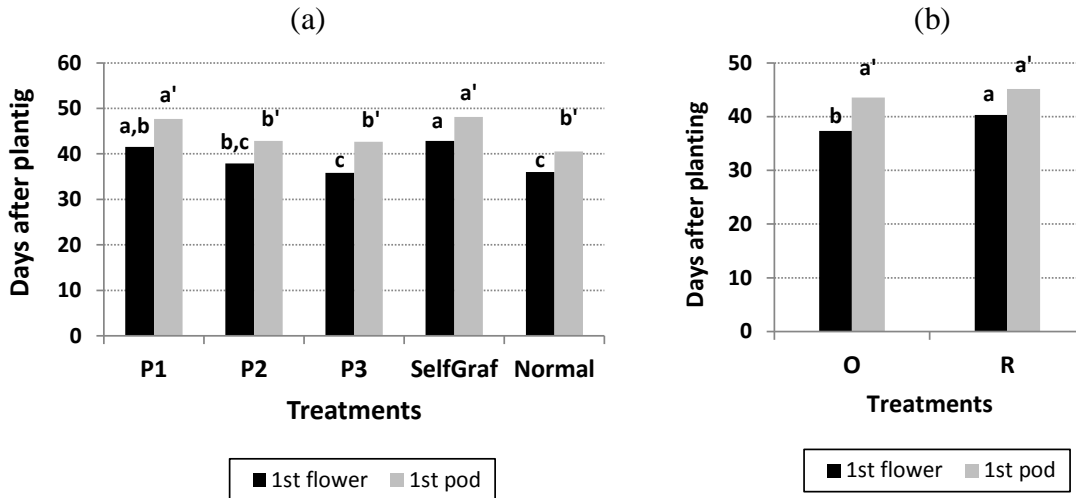 (a)
60
50
40
30
20
10
0
Days after plantig
a,b
a'
b,c
b'
c
b'
a
a'
c
b'
P1 P2 P3 SelfGraf Normal
Treatments
1st flower 1st pod
(b)
50
40
30
20
10
0
Days after planting
b
a'
a
a'
O R
Treatments
1st flower 1st pod